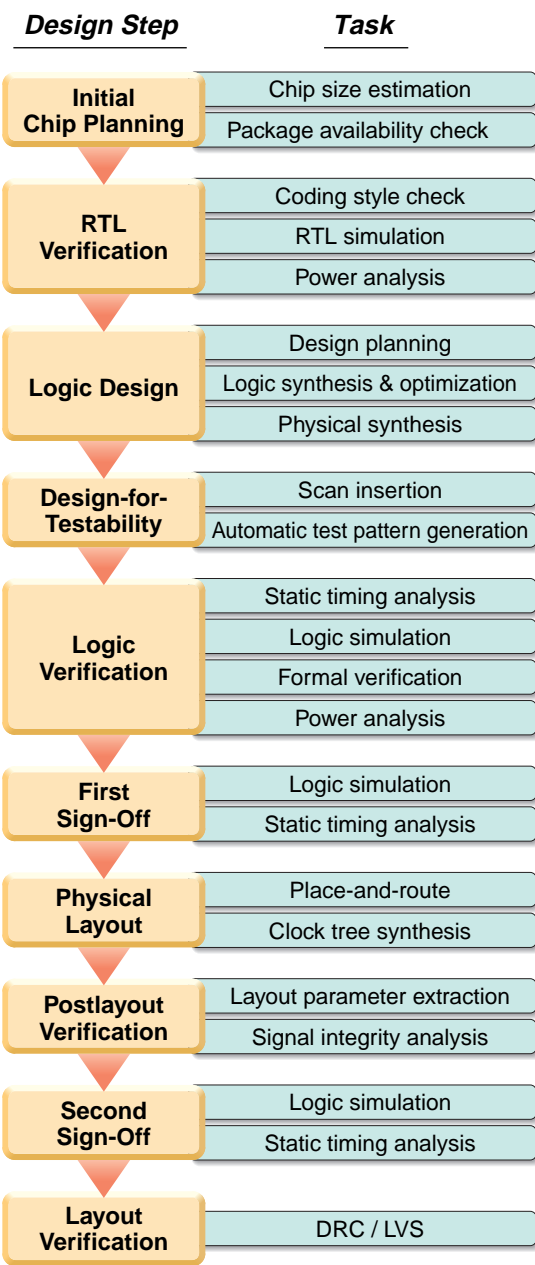 Design Step
Task
Initial
Chip Planning
Chip size estimation
Package availability check
RTL
Verification
Coding style check
RTL simulation
Power analysis
Logic Design
Design planning
Logic synthesis & optimization
Physical synthesis
Design-for-
Testability
Scan insertion
Automatic test pattern generation
Logic
Verification
Static timing analysis
Logic simulation
Formal verification
Power analysis
First
Sign-Off
Logic simulation
Static timing analysis
Physical
Layout
Place-and-route
Clock tree synthesis
Postlayout
Verification
Layout parameter extraction
Signal integrity analysis
Second
Sign-Off
Logic simulation
Static timing analysis
Layout
Verification
DRC / LVS